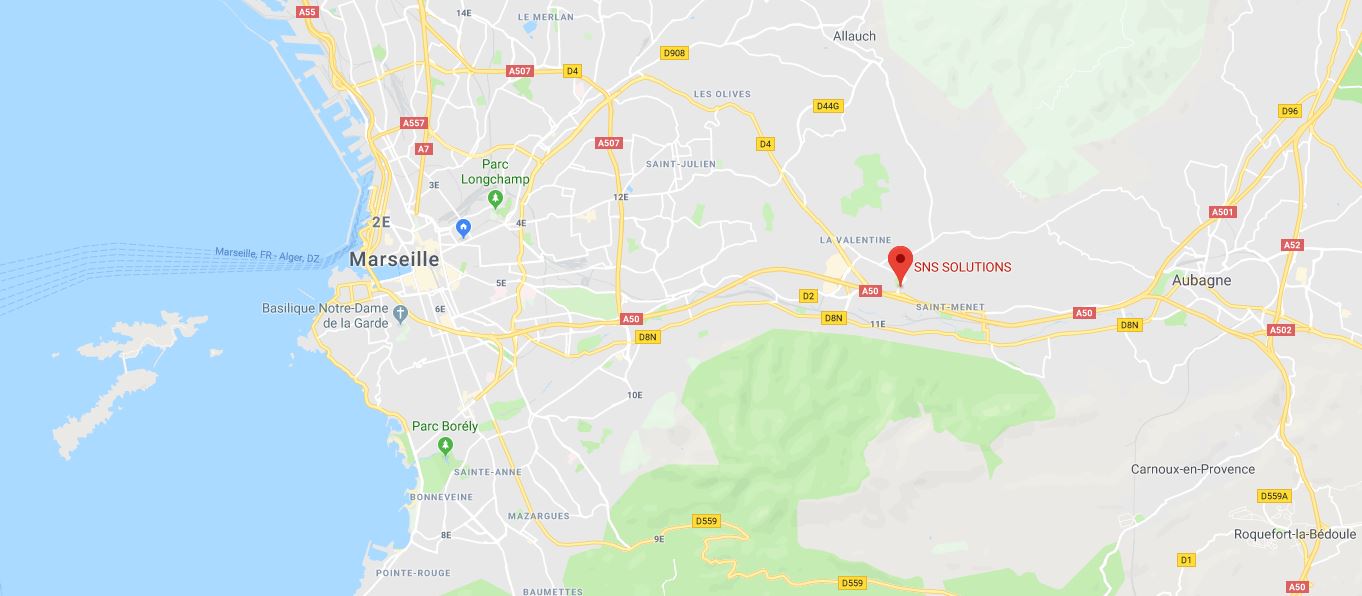 A55
14E
LE MERLAN
Allauch
D908
A507
D4
LES OLIVES
D44G
D96
A557
A7
A507
D4
Parc
Longchamp
SAINT-JULIEN
3E
12E
2E
4E
A501
LA VALENTINE
A52
Marseille, FR - Alger, DZ
Marseille
SNS SOLUTIONS
Aubagne
5E
A50
D2
SAINT-MENET
Basilique Notre-Dame
de la Garde
6E
A50
D8N
11E
A50
D8N
A502
D8N
10E
Parc Borély
SAINTE-ANNE
Carnoux-en-Provence
BONNEVEINE
D559A
MAZARGUES
D559
8E
9E
Roquefort-la-Bédoule
D1
POINTE-ROUGE
D559
A50
BAUMETTES